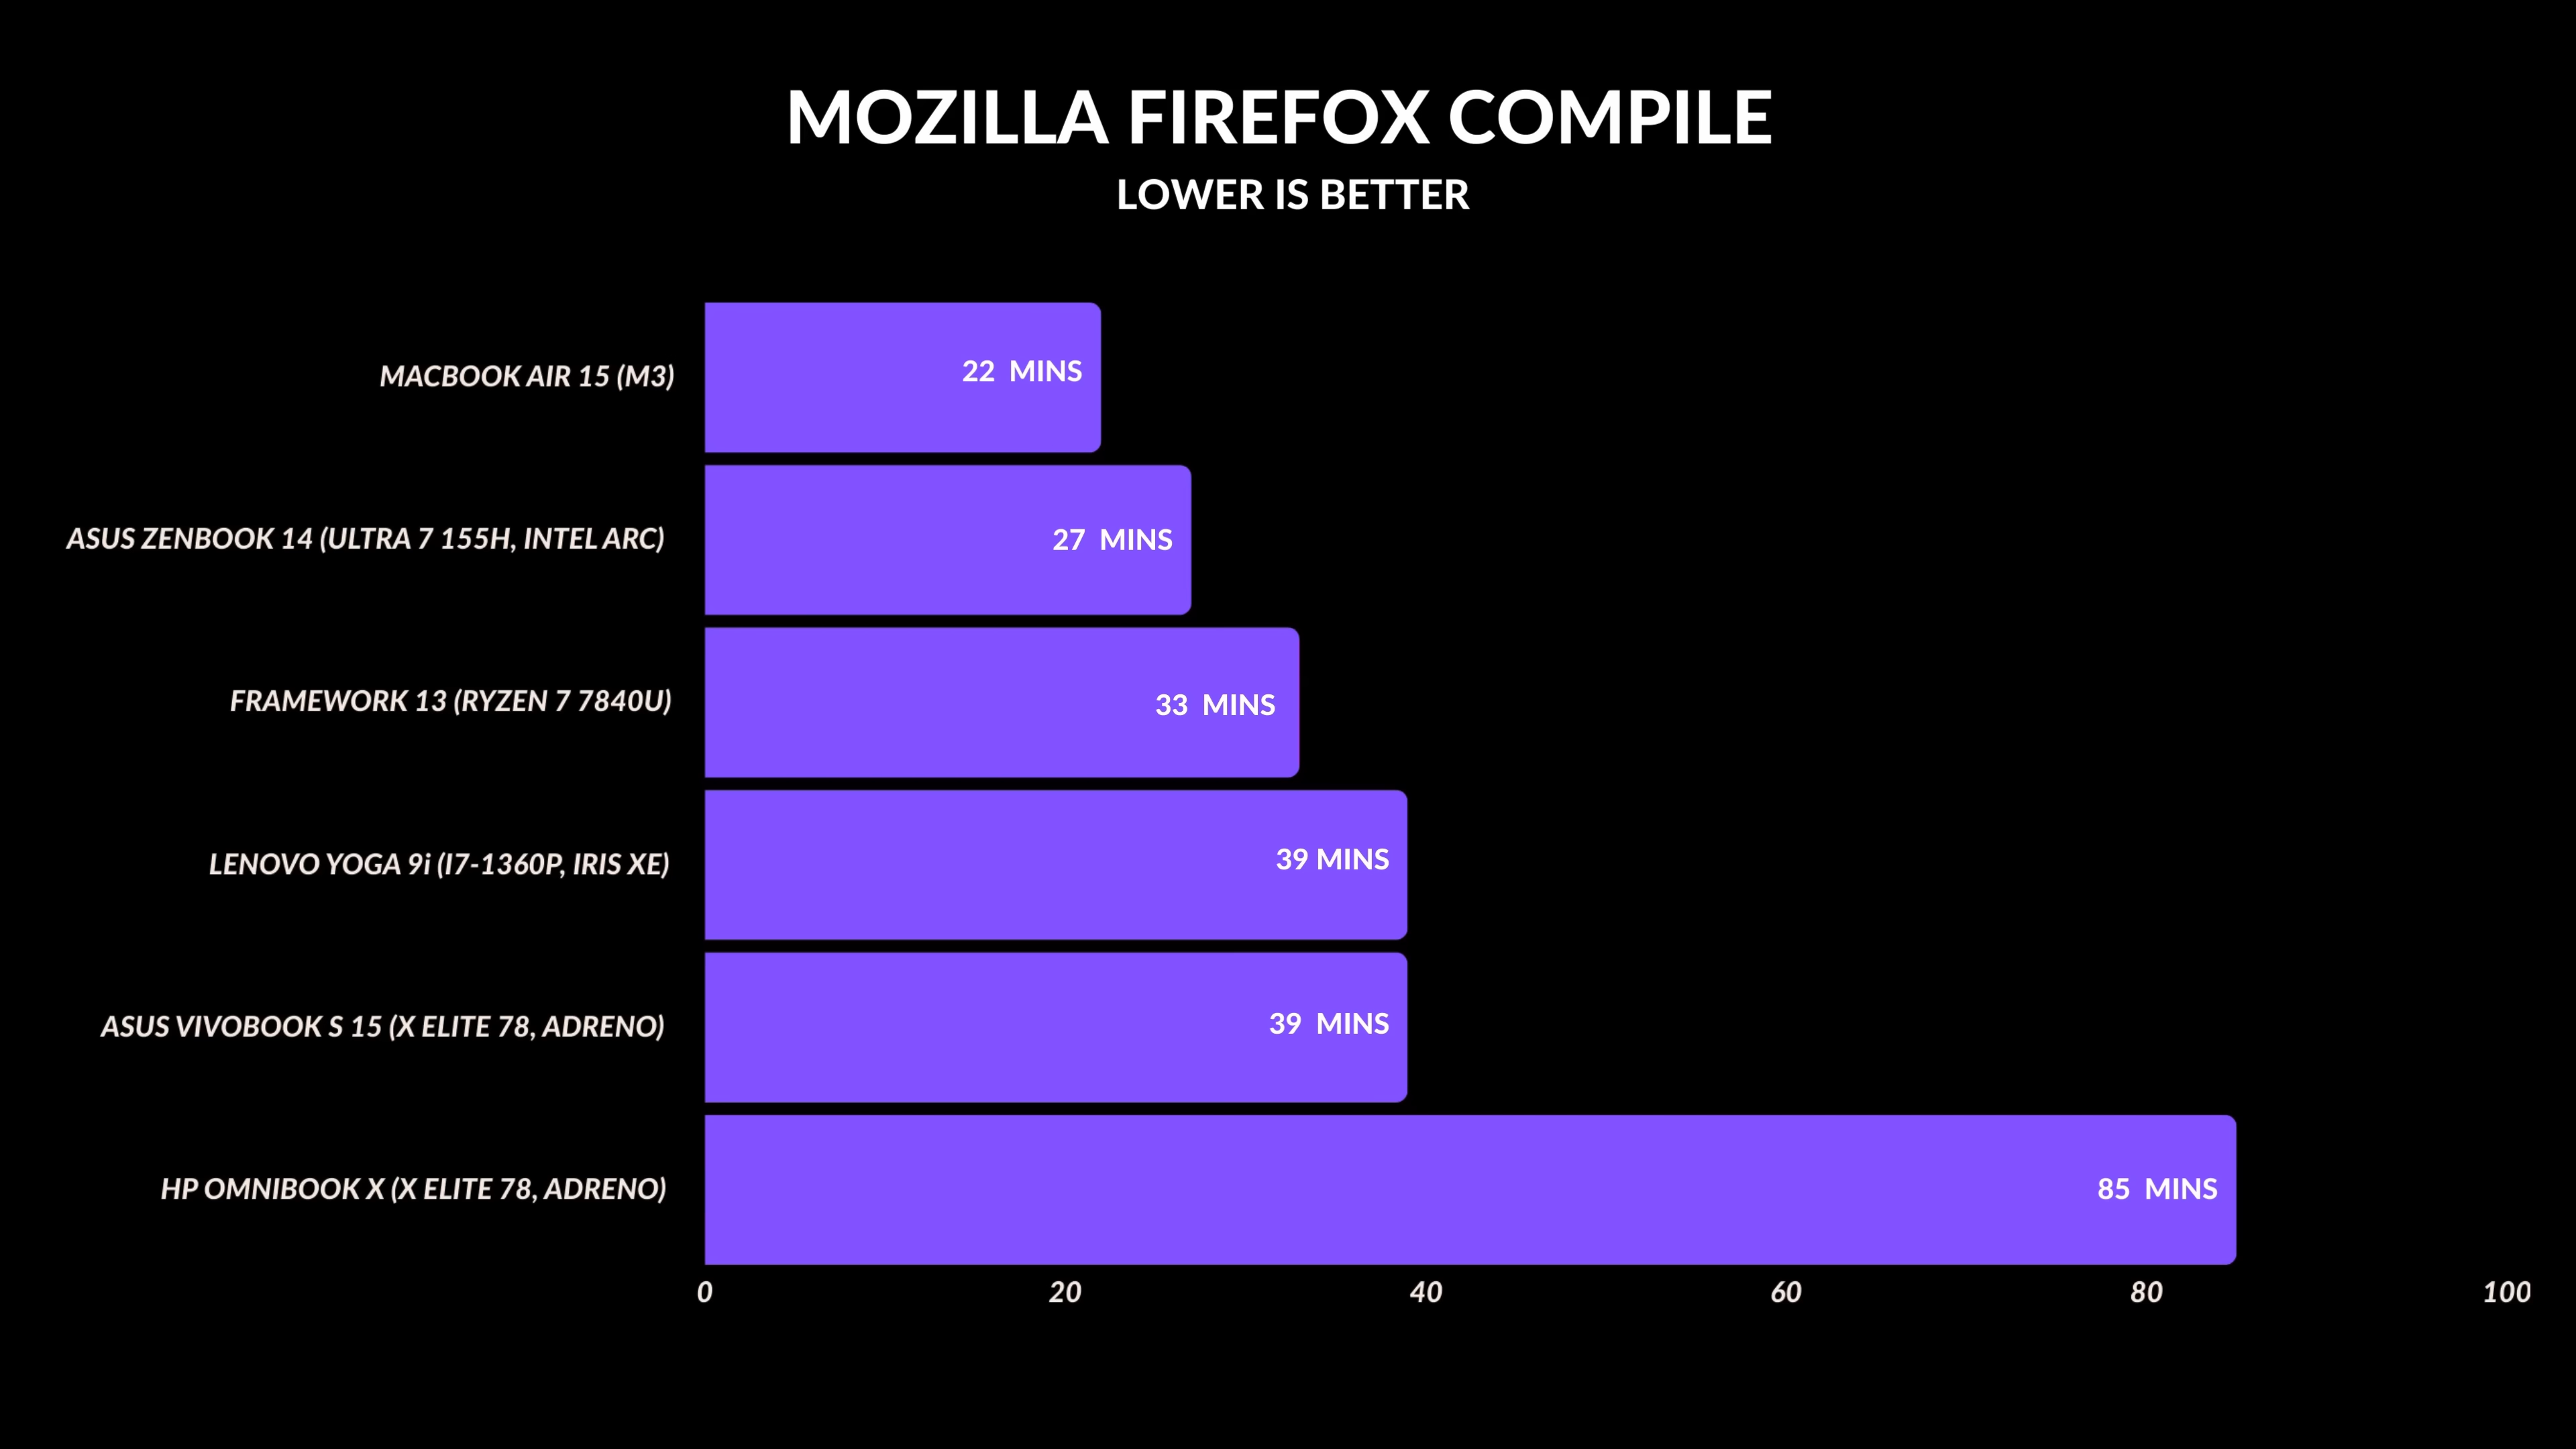 MOZILLA FIREFOX COMPILE
LOWER IS BETTER
MACBOOK AIR 15 (M3)
22 MINS
ASUS ZENBOOK 14 (ULTRA 7 155H, INTEL ARC)
27 MINS
FRAMEWORK 13 (RYZEN 7 7840U)
33 MINS
LENOVO YOGA 9i (I7-1360P, IRIS XE)
39 MINS
ASUS VIVOBOOK S 15 (X ELITE 78, ADRENO)
39 MINS
HP OMNIBOOK X (X ELITE 78, ADRENO)
85 MINS
0 20 40 60 80 100